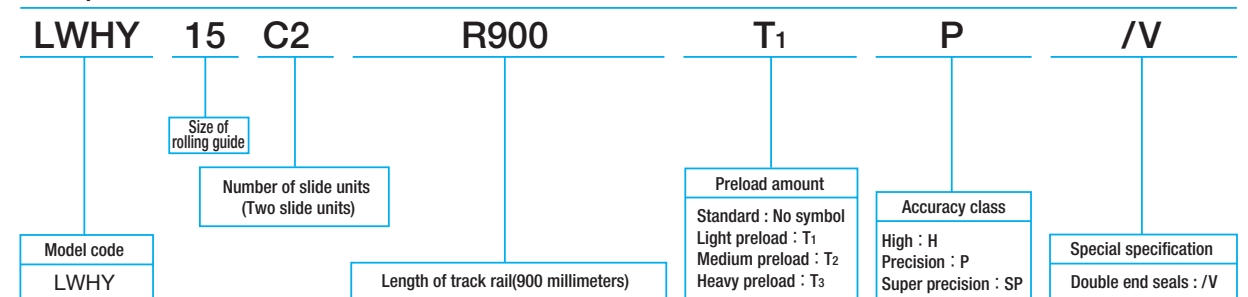 LWHY 15 C2 R900 T1 P /V
Size of
rolling guide
Number of slide units
(Two slide units)
Model code
LWHY
Length of track rail(900 millimeters)
Preload amount
Standard : No symbol
Light preload : T1
Medium preload : T2
Heavy preload : T3
Accuracy class
High : H
Precision : P
Super precision : SP
Special specification
Double end seals : /V